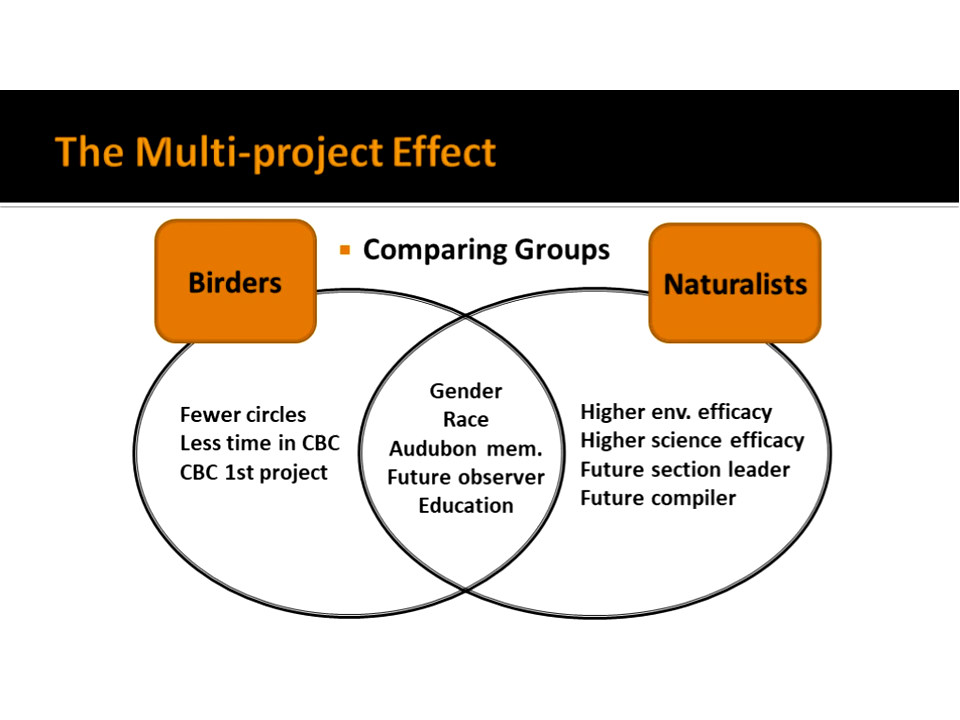 The Multi-project Effect
Birders
▪ Comparing Groups
Naturalists
Fewer circles
Less time in CBC
CBC 1st project
Gender
Race
Audubon mem.
Future observer
Education
Higher env. efficacy
Higher science efficacy
Future section leader
Future compiler